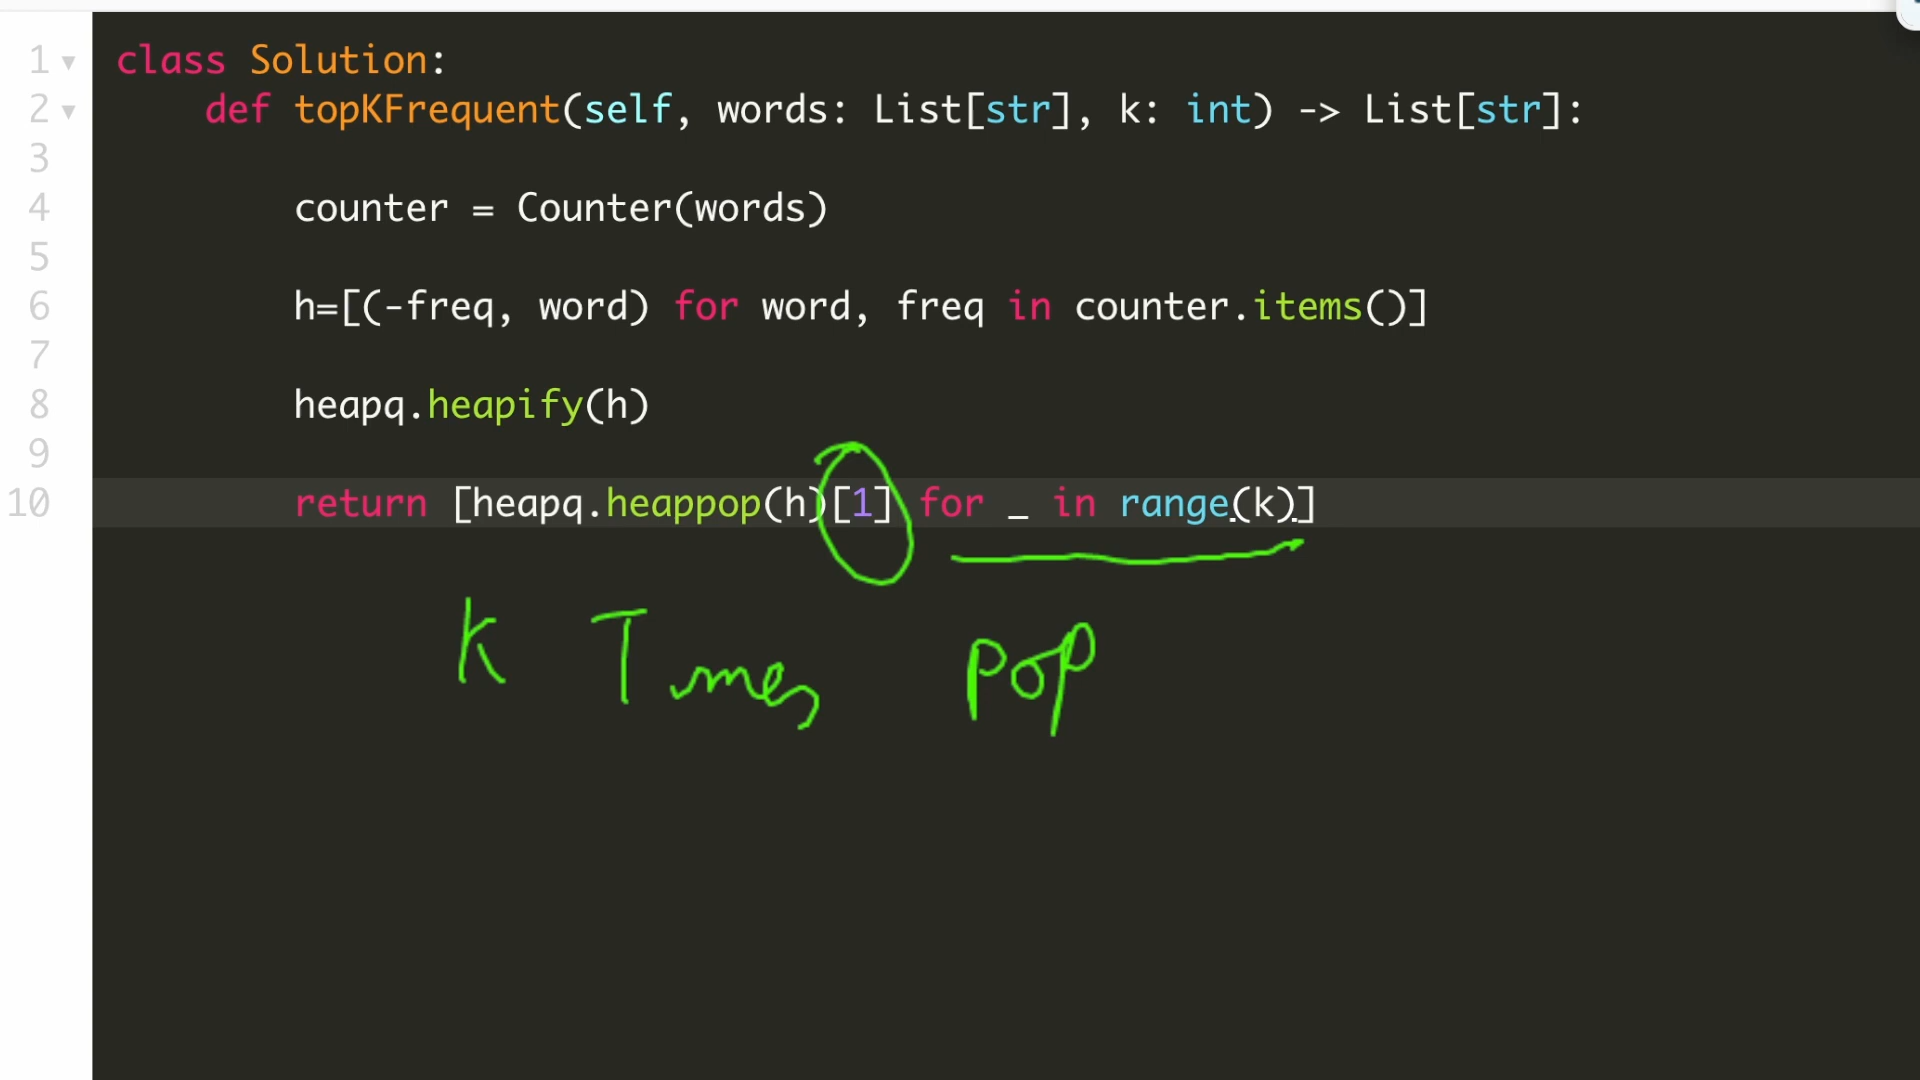 1 class Solution:
2 def topKFrequent(self, words: List[str], k: int) -> List[str]:
3
4 counter = Counter(words)
5
6 h=[(-freq, word) for word, freq in counter.items()]
7
8 heapq.heapify(h)
9
10 return [heapq.heappop(h)[1] for _ in range(k)]
K Times pop